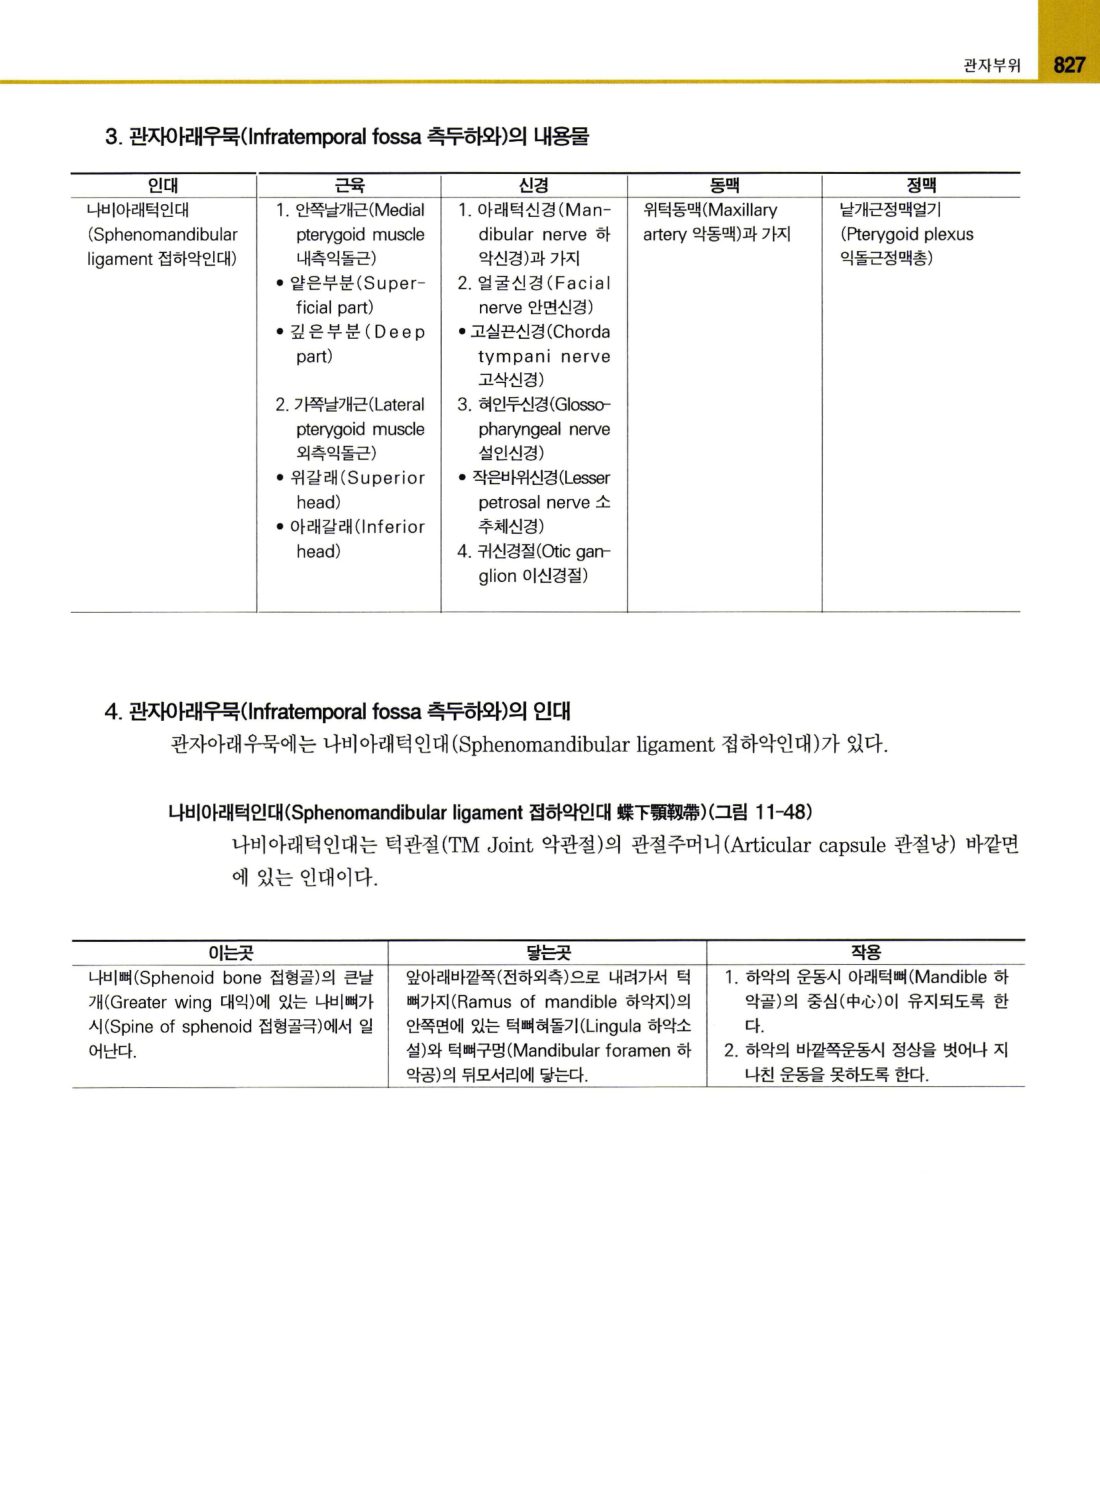 관자부위 827
3. 관자아래우묵(Infratemporal fossa 측두하와)의 내용물
인대 근육 신경 동맥 정맥
나비아래턱인대
(Sphenomandibular
ligament 접하악인대)
1. 안쪽날개근(Medial
pterygoid muscle
내측익돌근)
• 얕은부분(Super-
ficial part)
• 깊은부분(Deep
part)
2. 가쪽날개근(Lateral
pterygoid muscle
외측익돌근)
• 위갈래(Superior
head)
• 아래갈래(Inferior
head)
1. 아래턱신경(Man-
dibular nerve 하
악신경)과 가지
2. 얼굴신경(Facial
nerve 안면신경)
• 고실끈신경(Chorda
tympani nerve
고삭신경)
3. 혀인두신경(Glosso-
pharyngeal nerve
설인신경)
• 작은바위신경(Lesser
petrosal nerve 소
추체신경)
4. 귀신경절(Otic gan-
glion 이신경절)
위턱동맥(Maxillary
artery 악동맥)과 가지
날개근정맥얼기
(Pterygoid plexus
익돌근정맥총)
4. 관자아래우묵(Infratemporal fossa 측두하와)의 인대
관자아래우묵에는 나비아래턱인대(Sphenomandibular ligament 접하악인대)가 있다.
나비아래턱인대(Sphenomandibular ligament 접하악인대 蝶下顎靱帶)(그림 11-48)
나비아래턱인대는 턱관절(TM Joint 악관절)의 관절주머니(Articular capsule 관절낭) 바깥면
에 있는 인대이다.
이는곳 닿는곳 작용
나비뼈(Sphenoid bone 접형골)의 큰날
개(Greater wing 대익)에 있는 나비뼈가
시(Spine of sphenoid 접형골극)에서 일
어난다.
앞아래바깥쪽(전하외측)으로 내려가서 턱
뼈가지(Ramus of mandible 하악지)의
안쪽면에 있는 턱뼈혀돌기(Lingula 하악소
설)와 턱뼈구멍(Mandibular foramen 하
악공)의 뒤모서리에 닿는다.
1. 하악의 운동시 아래턱뼈(Mandible 하
악골)의 중심(中心)이 유지되도록 한
다.
2. 하악의 바깥쪽운동시 정상을 벗어나 지
나친 운동을 못하도록 한다.